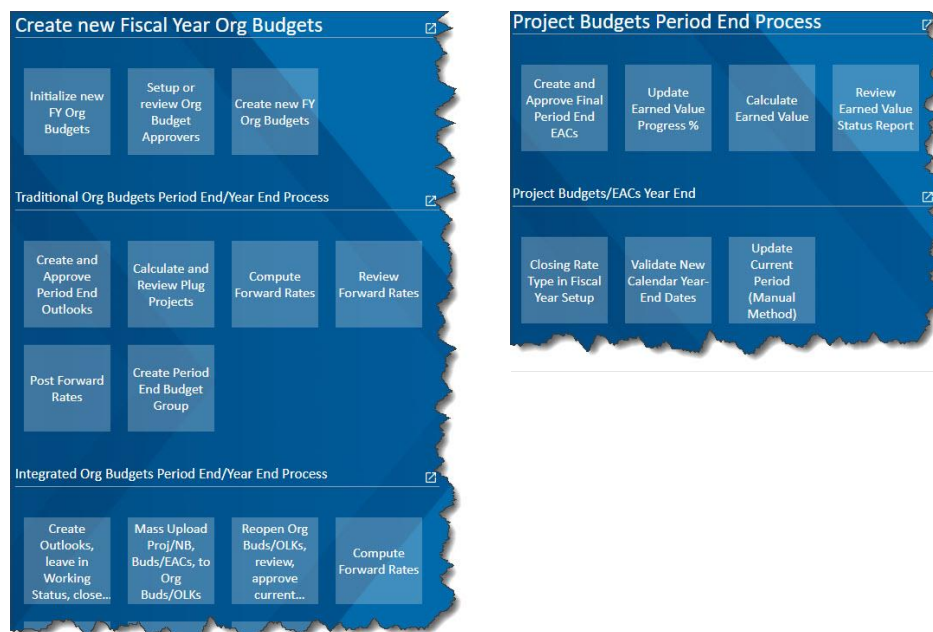 Create new Fiscal Year Org Budgets
Initialize new
FY Org
Budgets
Setup or
review Org
Budget
Approvers
Create new FY
Org Budgets
Traditional Org Budgets Period End/Year End Process
Create and
Approve
Period End
Outlooks
Calculate and
Review Plug
Projects
Compute
Forward Rates
Review
Forward Rates
Post Forward
Rates
Create Period
End Budget
Group
Integrated Org Budgets Period End/Year End Process
Create
Outlooks,
leave in
Working
Status, close...
Mass Upload
Proj/NB,
Buds/EACs, to
Org
Buds/OLKs
Reopen Org
Buds/OLKs,
review,
approve
current...
Compute
Forward Rates
Project Budgets Period End Process
Create and
Approve Final
Period End
EACs
Update
Earned Value
Progress %
Calculate
Earned Value
Review
Earned Value
Status Report
Project Budgets/EACs Year End
Closing Rate
Type in Fiscal
Year Setup
Validate New
Calendar Year-
End Dates
Update
Current
Period
(Manual
Method)